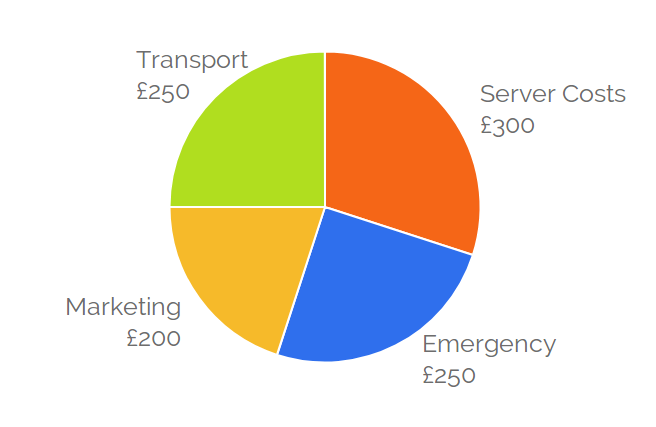 Transport
£250
Server Costs
£300
Marketing
£200
Emergency
£250